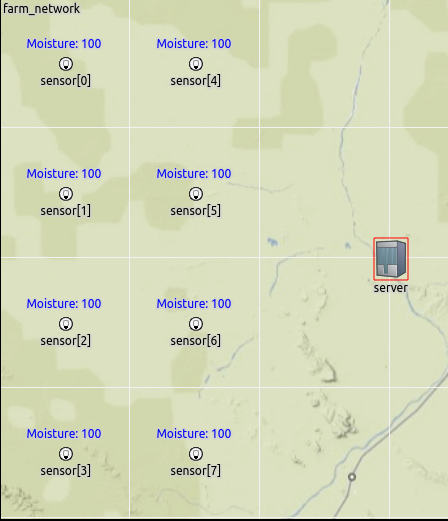 farm_network
Moisture: 100 Moisture: 100
sensor[0] sensor[4]
Moisture: 100 Moisture: 100
sensor[1] sensor[5]
server
Moisture: 100 Moisture: 100
sensor[2] sensor[6]
Moisture: 100 Moisture: 100
sensor[3] sensor[7]